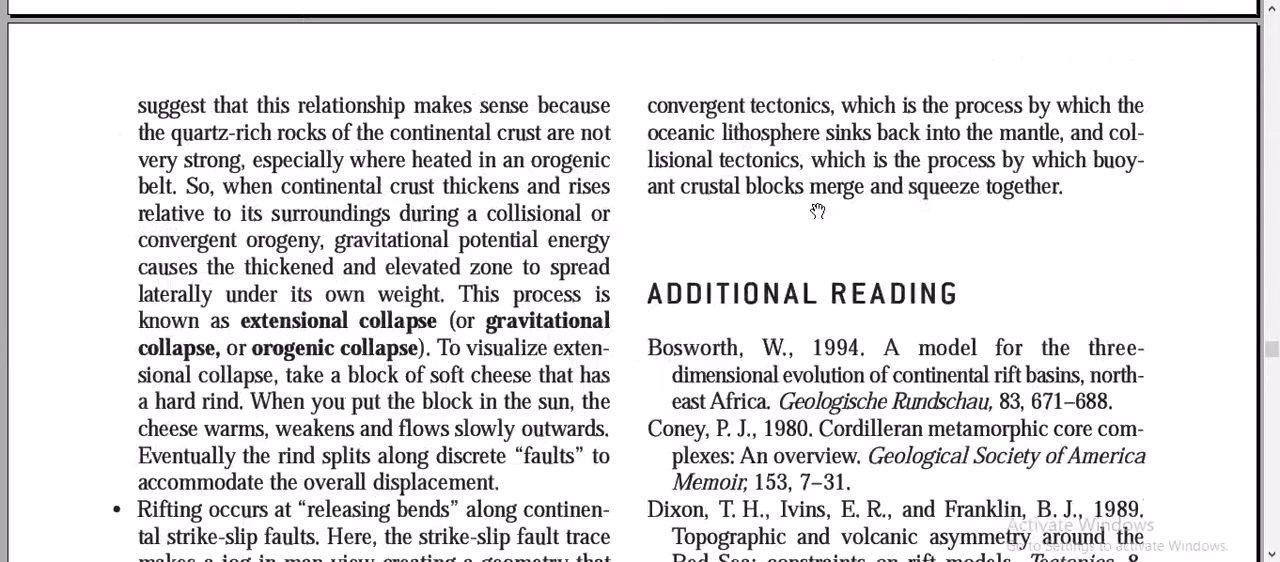 suggest that this relationship makes sense because
the quartz-rich rocks of the continental crust are not
very strong, especially where heated in an orogenic
belt. So, when continental crust thickens and rises
relative to its surroundings during a collisional or
convergent orogeny, gravitational potential energy
causes the thickened and elevated zone to spread
laterally under its own weight. This process is
known as extensional collapse (or gravitational
collapse, or orogenic collapse). To visualize exten-
sional collapse, take a block of soft cheese that has
a hard rind. When you put the block in the sun, the
cheese warms, weakens and flows slowly outwards.
Eventually the rind splits along discrete “faults” to
accommodate the overall displacement.
• Rifting occurs at “releasing bends” along continen-
tal strike-slip faults. Here, the strike-slip fault trace
makes a jog in map view creating a geometry that
convergent tectonics, which is the process by which the
oceanic lithosphere sinks back into the mantle, and col-
lisional tectonics, which is the process by which buoy-
ant crustal blocks merge and squeeze together.
ADDITIONAL READING
Bosworth, W., 1994. A model for the three-
dimensional evolution of continental rift basins, north-
east Africa. Geologische Rundschau, 83, 671–688.
Coney, P. J., 1980. Cordilleran metamorphic core com-
plexes: An overview. Geological Society of America
Memoir, 153, 7–31.
Dixon, T. H., Ivins, E. R., and Franklin, B. J., 1989.
Topographic and volcanic asymmetry around the
Red Sea: constraints on rift models. Tectonics, 8,
Activate Windows
Go to Settings to activate Windows.